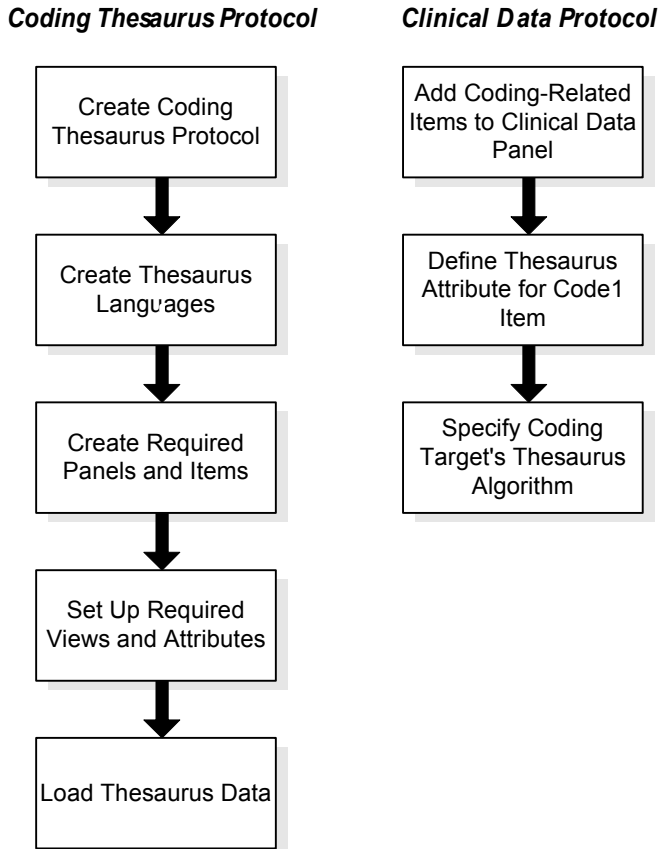 Coding Thesaurus Protocol
Create Coding
Thesaurus Protocol
Create Thesaurus
Languages
Create Required
Panels and Items
Set Up Required
Views and Attributes
Load Thesaurus Data
Clinical Data Protocol
Add Coding-Related
Items to Clinical Data
Panel
Define Thesaurus
Attribute for Code1
Item
Specify Coding
Target's Thesaurus
Algorithm